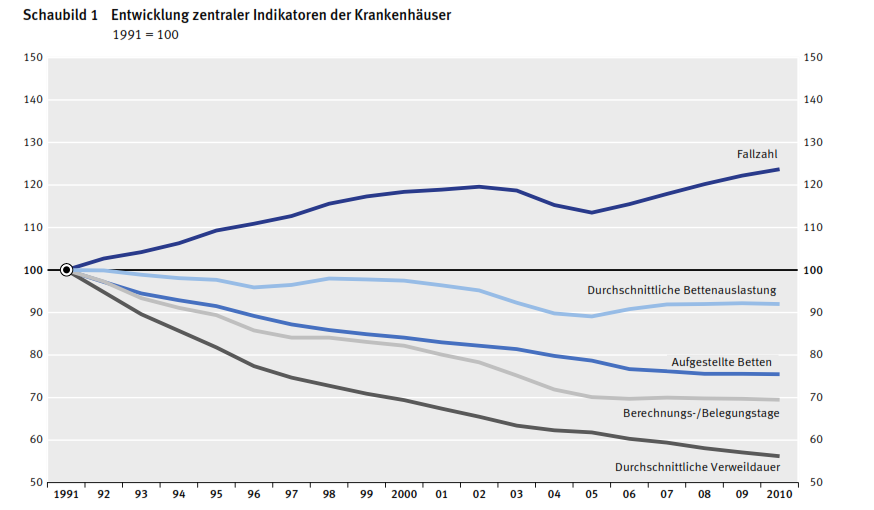 Schaubild 1 Entwicklung zentraler Indikatoren der Krankenhäuser
1991 = 100
150 150
140 140
130 130
Fallzahl
120 120
110 110
100 100
Durchschnittliche Bettenauslastung
90 90
Aufgestellte Betten
80 80
70 70
Berechnungs-/Belegungstage
60 60
Durchschnittliche Verweildauer
50 50
1991 92 93 94 95 96 97 98 99 2000 01 02 03 04 05 06 07 08 09 2010